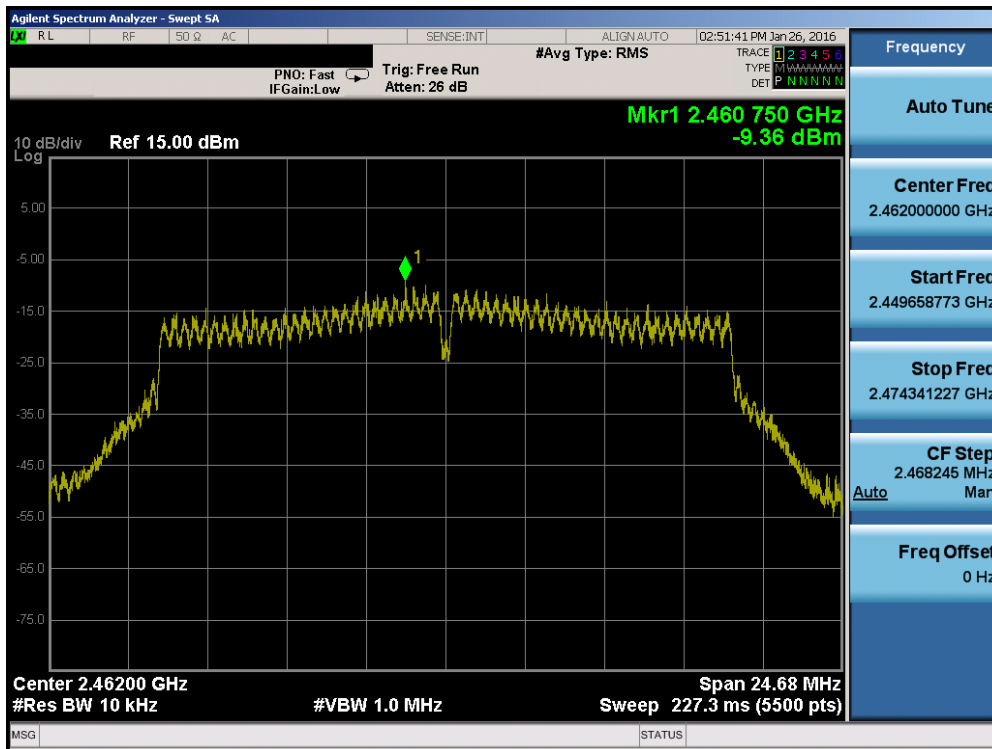 Agilent Spectrum Analyzer - Swept SA
LXI RL RF 50 Ω AC SENSE:INT ALIGNAUTO 02:51:41 PM Jan 26, 2016
#Avg Type: RMS TRACE 1 2 3 4 5 6
PNO: Fast Trig: Free Run TYPE M W W W W W
IFGain:Low Atten: 26 dB DET P N N N N N
Mkr1 2.460 750 GHz
-9.36 dBm
10 dB/div Ref 15.00 dBm
Log
5.00
1
-5.00
-15.0
-25.0
-35.0
-45.0
-55.0
-65.0
-75.0
Center 2.46200 GHz Span 24.68 MHz
#Res BW 10 kHz #VBW 1.0 MHz Sweep 227.3 ms (5500 pts)
MSG STATUS
Frequency
Auto Tune
Center Freq
2.462000000 GHz
Start Freq
2.449658773 GHz
Stop Freq
2.474341227 GHz
CF Step
2.468245 MHz
Auto Man
Freq Offset
0 Hz